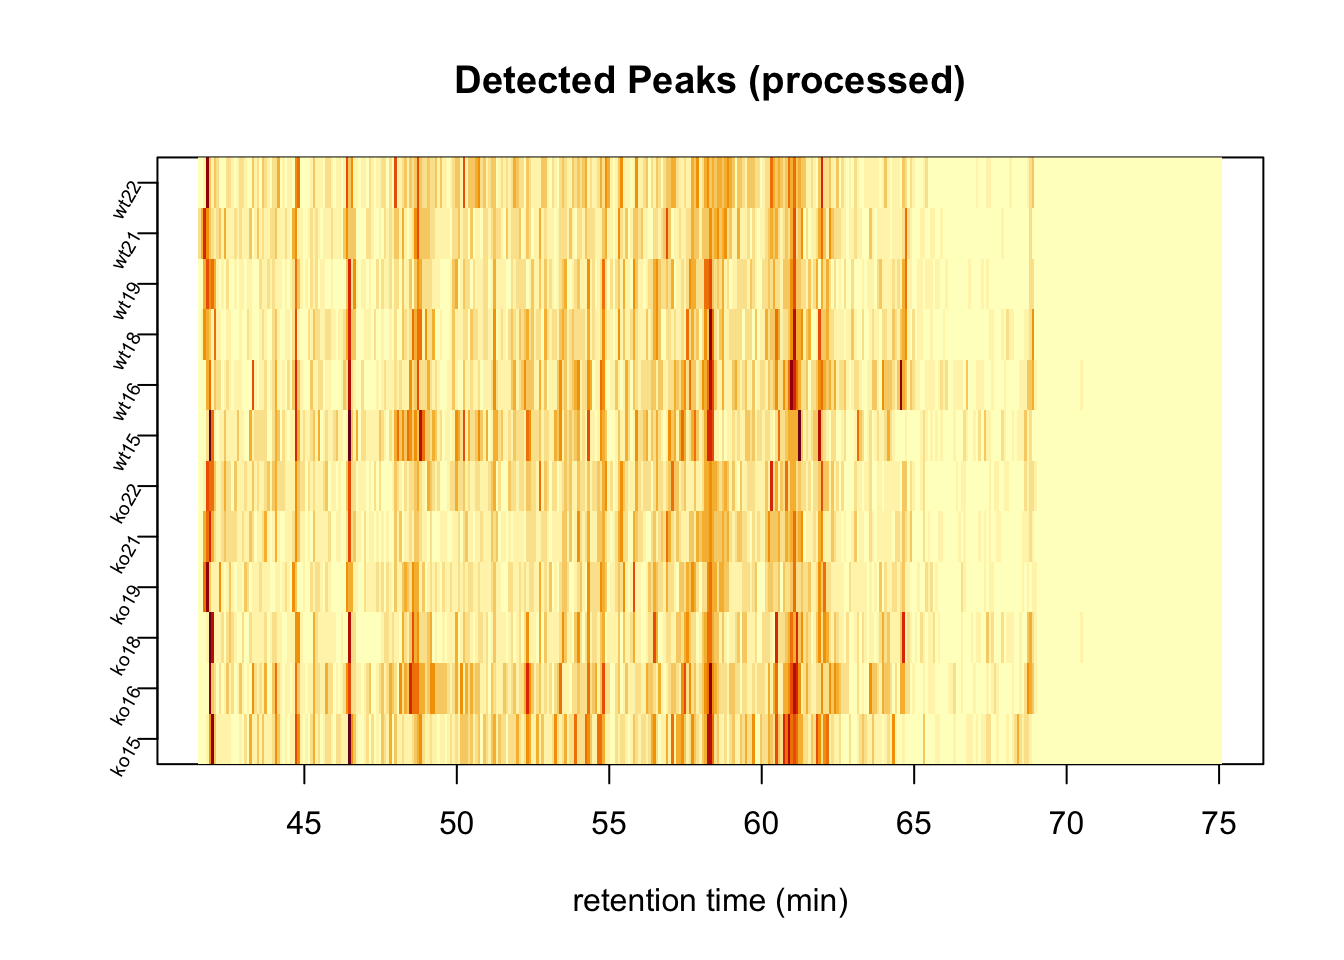 Detected Peaks (processed)
wt22
wt21
wt19
wt18
wt16
wt15
ko22
ko21
ko19
ko18
ko16
ko15
45 50 55 60 65 70 75
retention time (min)